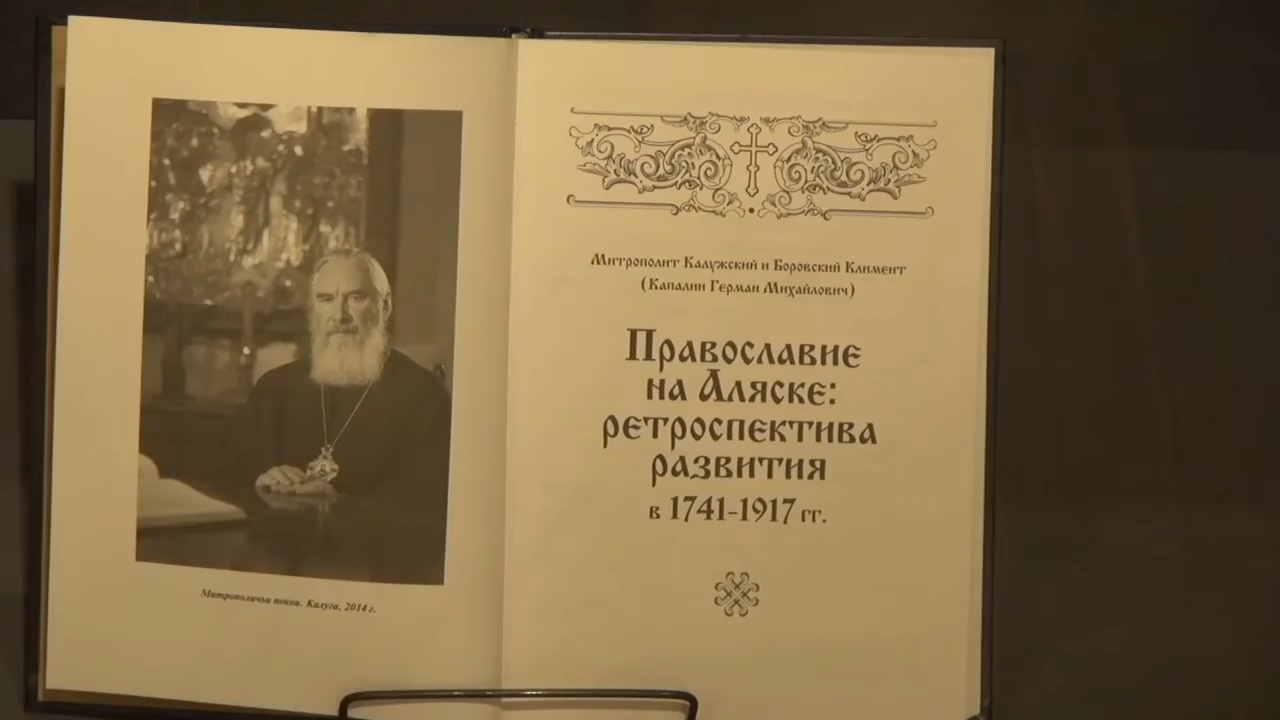 Митрополичьи покои. Калуга, 2014 г.
Митрополит Калужский и Боровский Климент
(Капалин Герман Михайлович)
Православие
на Аляске:
ретроспектива
развития
в 1741-1917 гг.